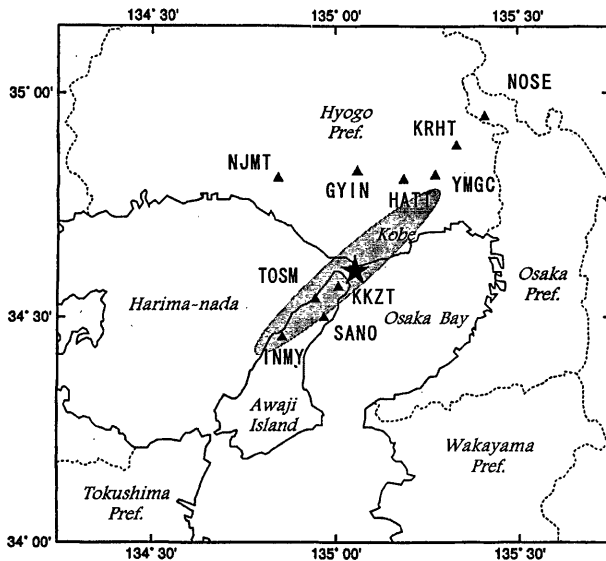 134° 30'
135° 00'
135° 30'
35° 00'
NOSE
Hyogo
Pref.
KRHT
NJMT
GYIN
HATT
YMGC
Kobe
TOSM
KKZT
Harima-nada
Osaka
Pref.
34° 30'
SANO
Osaka Bay
INMY
Awaji
Island
Wakayama
Pref.
Tokushima
Pref.
34° 00'
134° 30'
135° 00'
135° 30'